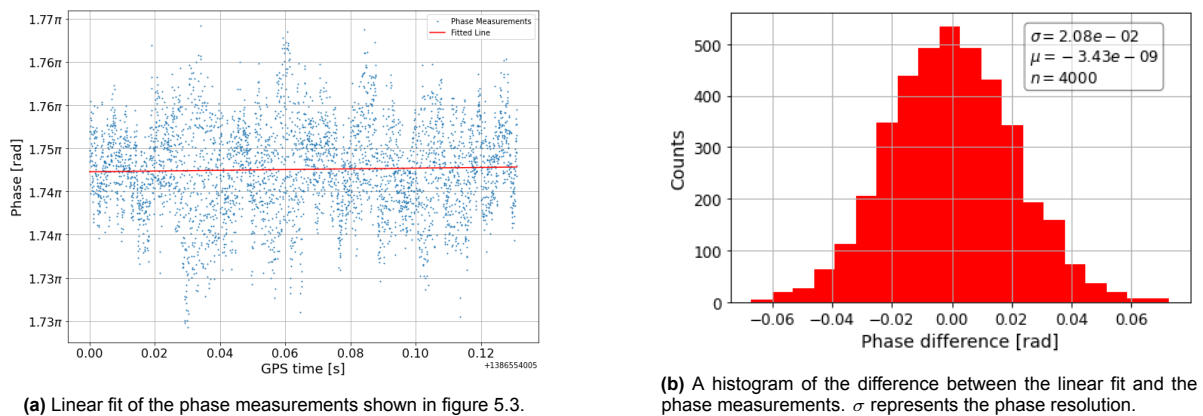 1.77π
1.76π
1.76π
1.75π
1.74π
1.74π
1.73π
1.73π
Phase [rad]
Phase Measurements
Fitted Line
0.00 0.02 0.04 0.06 0.08 0.10 0.12
GPS time [s]
+1386554005
(a) Linear fit of the phase measurements shown in figure 5.3.
500
400
300
200
100
0
Counts
σ = 2.08e − 02
μ = − 3.43e − 09
n = 4000
−0.06 −0.04 −0.02 0.00 0.02 0.04 0.06
Phase difference [rad]
(b) A histogram of the difference between the linear fit and the
phase measurements. σ represents the phase resolution.